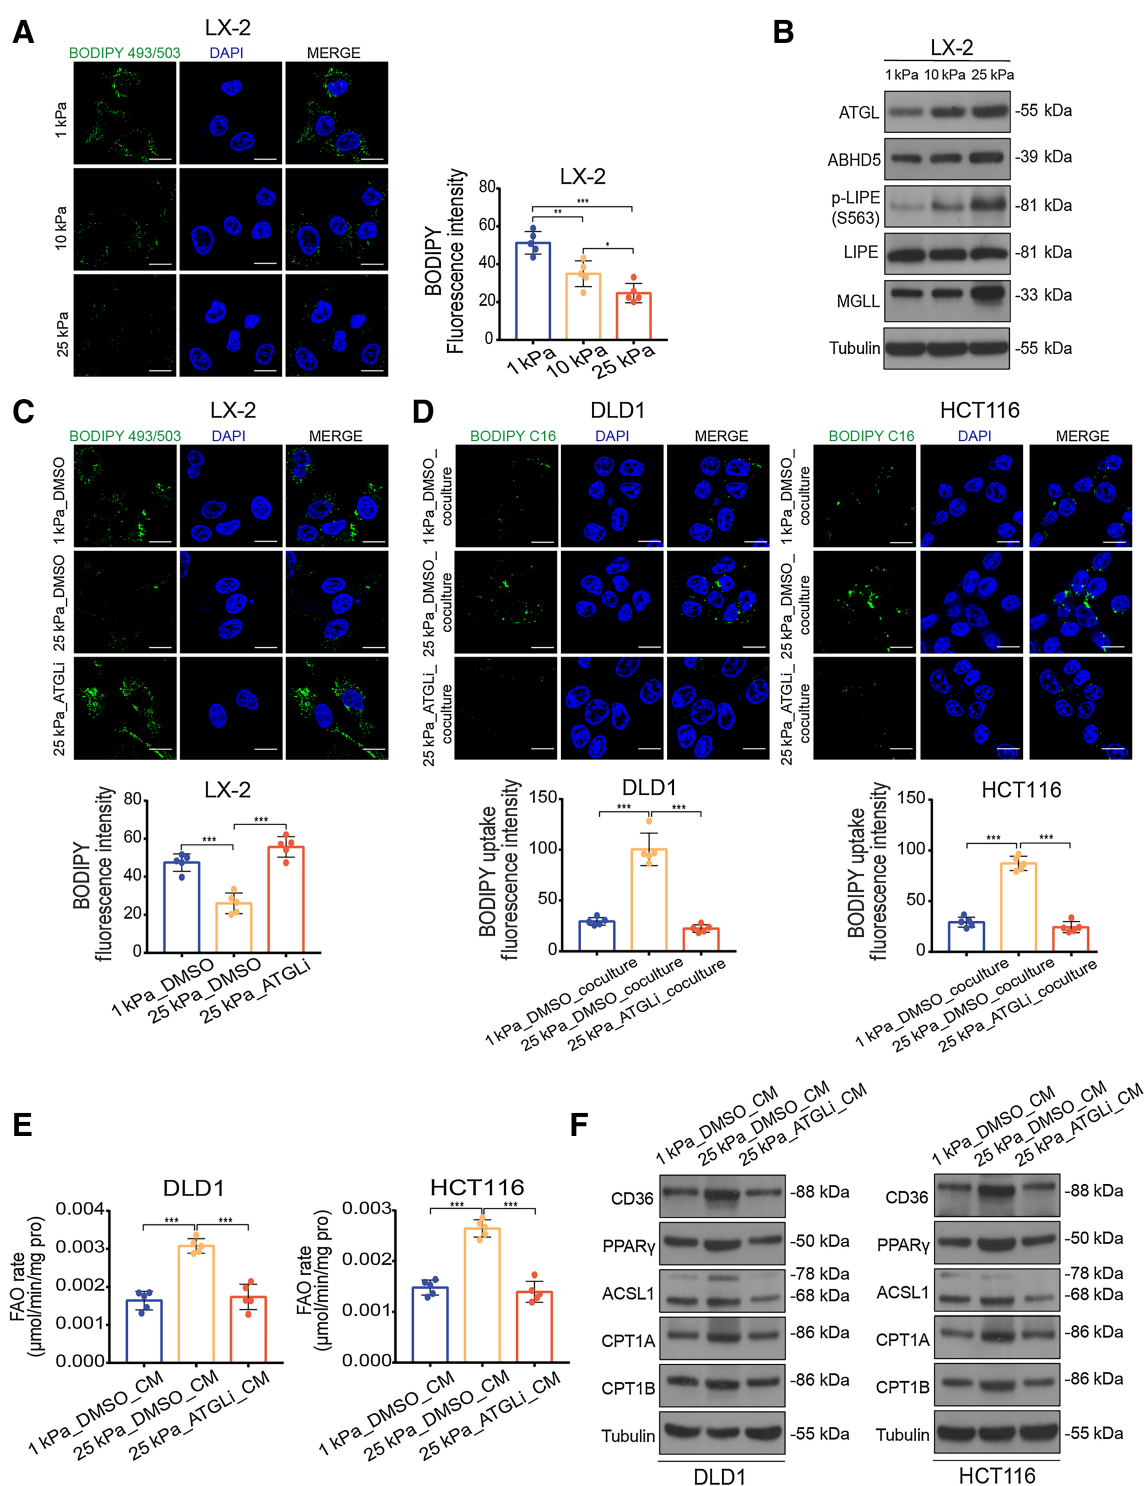 A
LX-2
BODIPY 493/503 DAPI MERGE
1 kPa
10 kPa
25 kPa
LX-2
BODIPY
Fluorescence intensity
80
60
40
20
0
***
**
*
1 kPa
10 kPa
25 kPa
B
LX-2
1 kPa 10 kPa 25 kPa
ATGL -55 kDa
ABHD5 -39 kDa
p-LIPE
(S563) -81 kDa
LIPE -81 kDa
MGLL -33 kDa
Tubulin -55 kDa
C
LX-2
BODIPY 493/503 DAPI MERGE
1 kPa_DMSO
25 kPa_DMSO
25 kPa_ATGLi
LX-2
BODIPY
fluorescence intensity
80
60
40
20
0
***
***
1 kPa_DMSO
25 kPa_DMSO
25 kPa_ATGLi
D
DLD1
BODIPY C16 DAPI MERGE
1 kPa_DMSO_
coculture
25 kPa_DMSO_
coculture
25 kPa_ATGLi_
coculture
HCT116
BODIPY C16 DAPI MERGE
1 kPa_DMSO_
coculture
25 kPa_DMSO_
coculture
25 kPa_ATGLi_
coculture
DLD1
BODIPY uptake
fluorescence intensity
150
100
50
0
*** ***
1 kPa_DMSO_coculture
25 kPa_DMSO_coculture
25 kPa_ATGLi_coculture
HCT116
BODIPY uptake
fluorescence intensity
150
100
50
0
*** ***
1 kPa_DMSO_coculture
25 kPa_DMSO_coculture
25 kPa_ATGLi_coculture
E
DLD1
FAO rate
(μmol/min/mg pro)
0.004
0.003
0.002
0.001
0.000
*** ***
1 kPa_DMSO_CM
25 kPa_DMSO_CM
25 kPa_ATGLi_CM
HCT116
FAO rate
(μmol/min/mg pro)
0.003
0.002
0.001
0.000
*** ***
1 kPa_DMSO_CM
25 kPa_DMSO_CM
25 kPa_ATGLi_CM
F
1 kPa_DMSO_CM
25 kPa_DMSO_CM
25 kPa_ATGLi_CM
CD36 -88 kDa
PPARγ -50 kDa
-78 kDa
ACSL1 -68 kDa
CPT1A -86 kDa
CPT1B -86 kDa
Tubulin -55 kDa
DLD1
1 kPa_DMSO_CM
25 kPa_DMSO_CM
25 kPa_ATGLi_CM
CD36 -88 kDa
PPARγ -50 kDa
-78 kDa
ACSL1 -68 kDa
CPT1A -86 kDa
CPT1B -86 kDa
Tubulin -55 kDa
HCT116